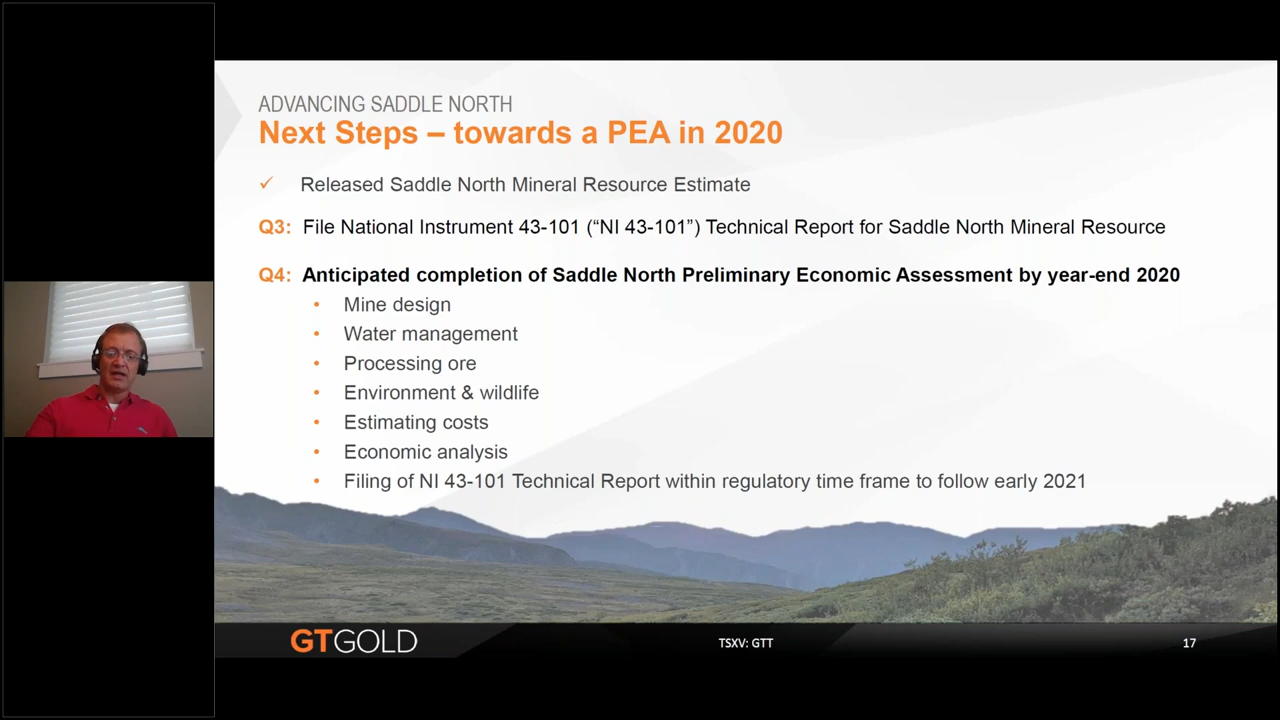 ADVANCING SADDLE NORTH
Next Steps – towards a PEA in 2020
✓ Released Saddle North Mineral Resource Estimate
Q3: File National Instrument 43-101 (“NI 43-101”) Technical Report for Saddle North Mineral Resource
Q4: Anticipated completion of Saddle North Preliminary Economic Assessment by year-end 2020
• Mine design
• Water management
• Processing ore
• Environment & wildlife
• Estimating costs
• Economic analysis
• Filing of NI 43-101 Technical Report within regulatory time frame to follow early 2021
GTGOLD
TSXV: GTT
17